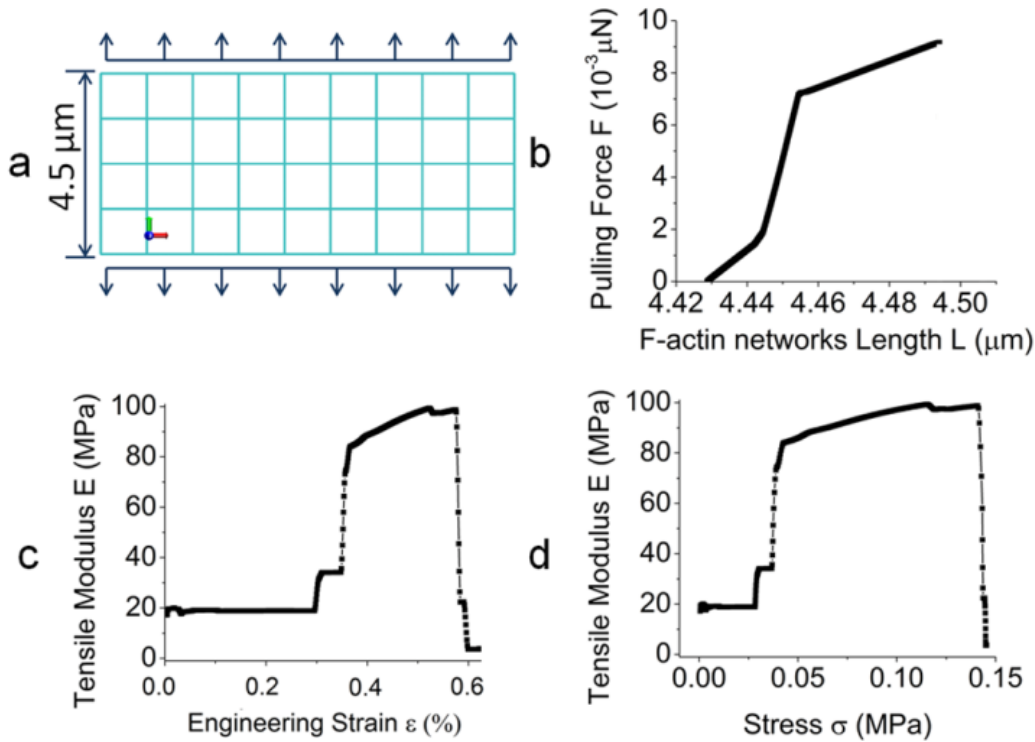 a
4.5 μm
b
Pulling Force F (10⁻³μN)
10
8
6
4
2
0
4.42 4.44 4.46 4.48 4.50
F-actin networks Length L (μm)
c
Tensile Modulus E (MPa)
100
80
60
40
20
0
0.0 0.2 0.4 0.6
Engineering Strain ε (%)
d
Tensile Modulus E (MPa)
100
80
60
40
20
0
0.00 0.05 0.10 0.15
Stress σ (MPa)